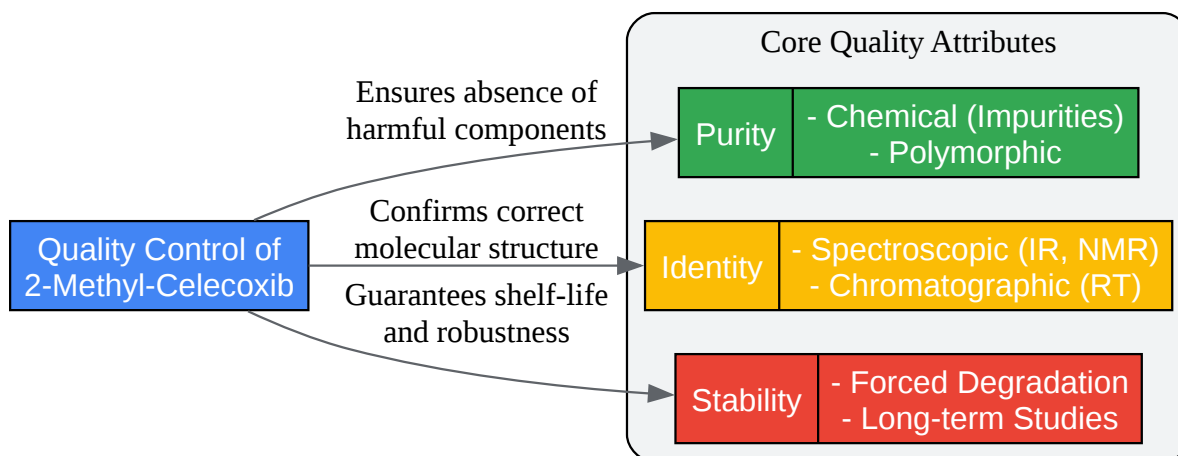 Core Quality Attributes
Ensures absence of
harmful components
Purity
- Chemical (Impurities)
- Polymorphic
Quality Control of
2-Methyl-Celecoxib
Confirms correct
molecular structure
Identity
- Spectroscopic (IR, NMR)
- Chromatographic (RT)
Guarantees shelf-life
and robustness
Stability
- Forced Degradation
- Long-term Studies